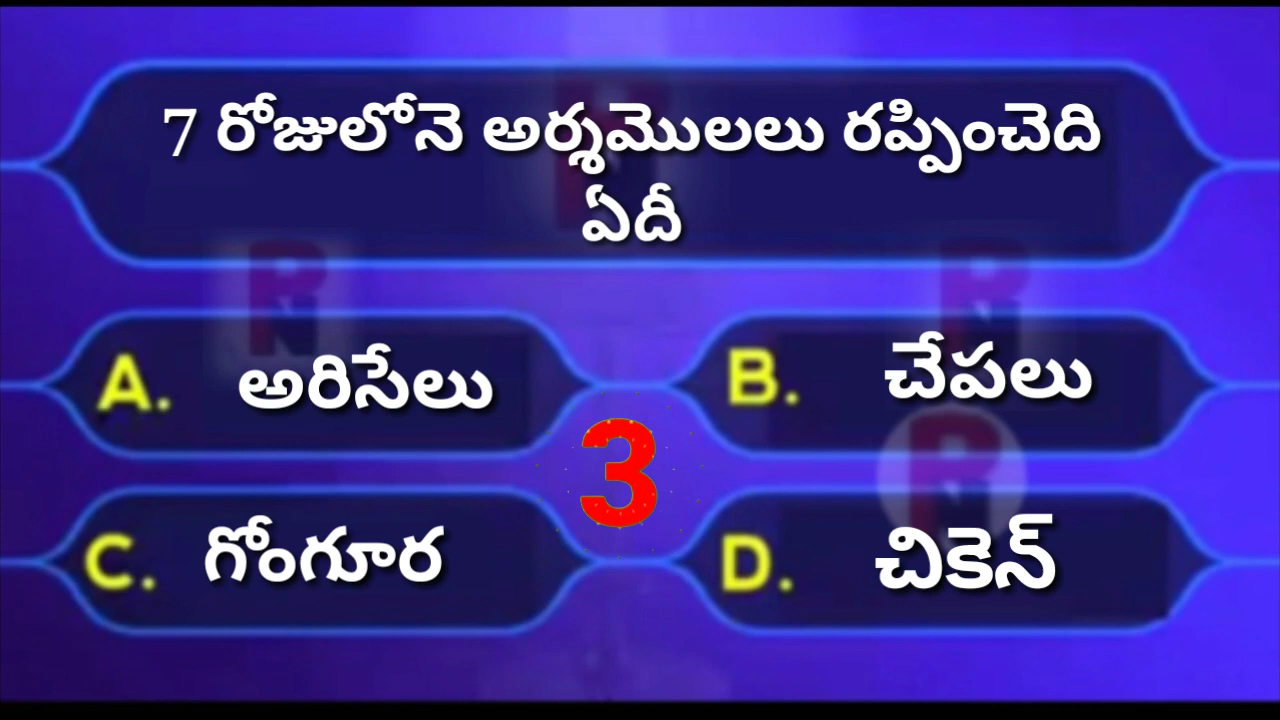 7 రోజులోనె అర్శమొలలు రప్పించెది
ఏదీ
A. అరిసేలు
B. చేపలు
3
C. గోంగూర
D. చికెన్